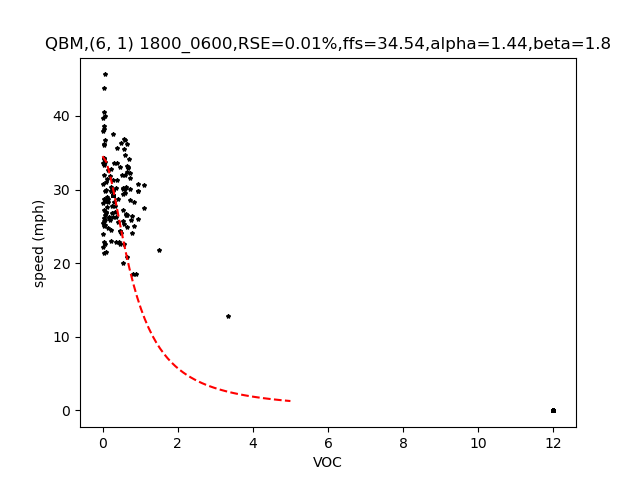 QBM,(6, 1) 1800_0600,RSE=0.01%,ffs=34.54,alpha=1.44,beta=1.8
40
30
20
10
0
speed (mph)
0 2 4 6 8 10 12
VOC